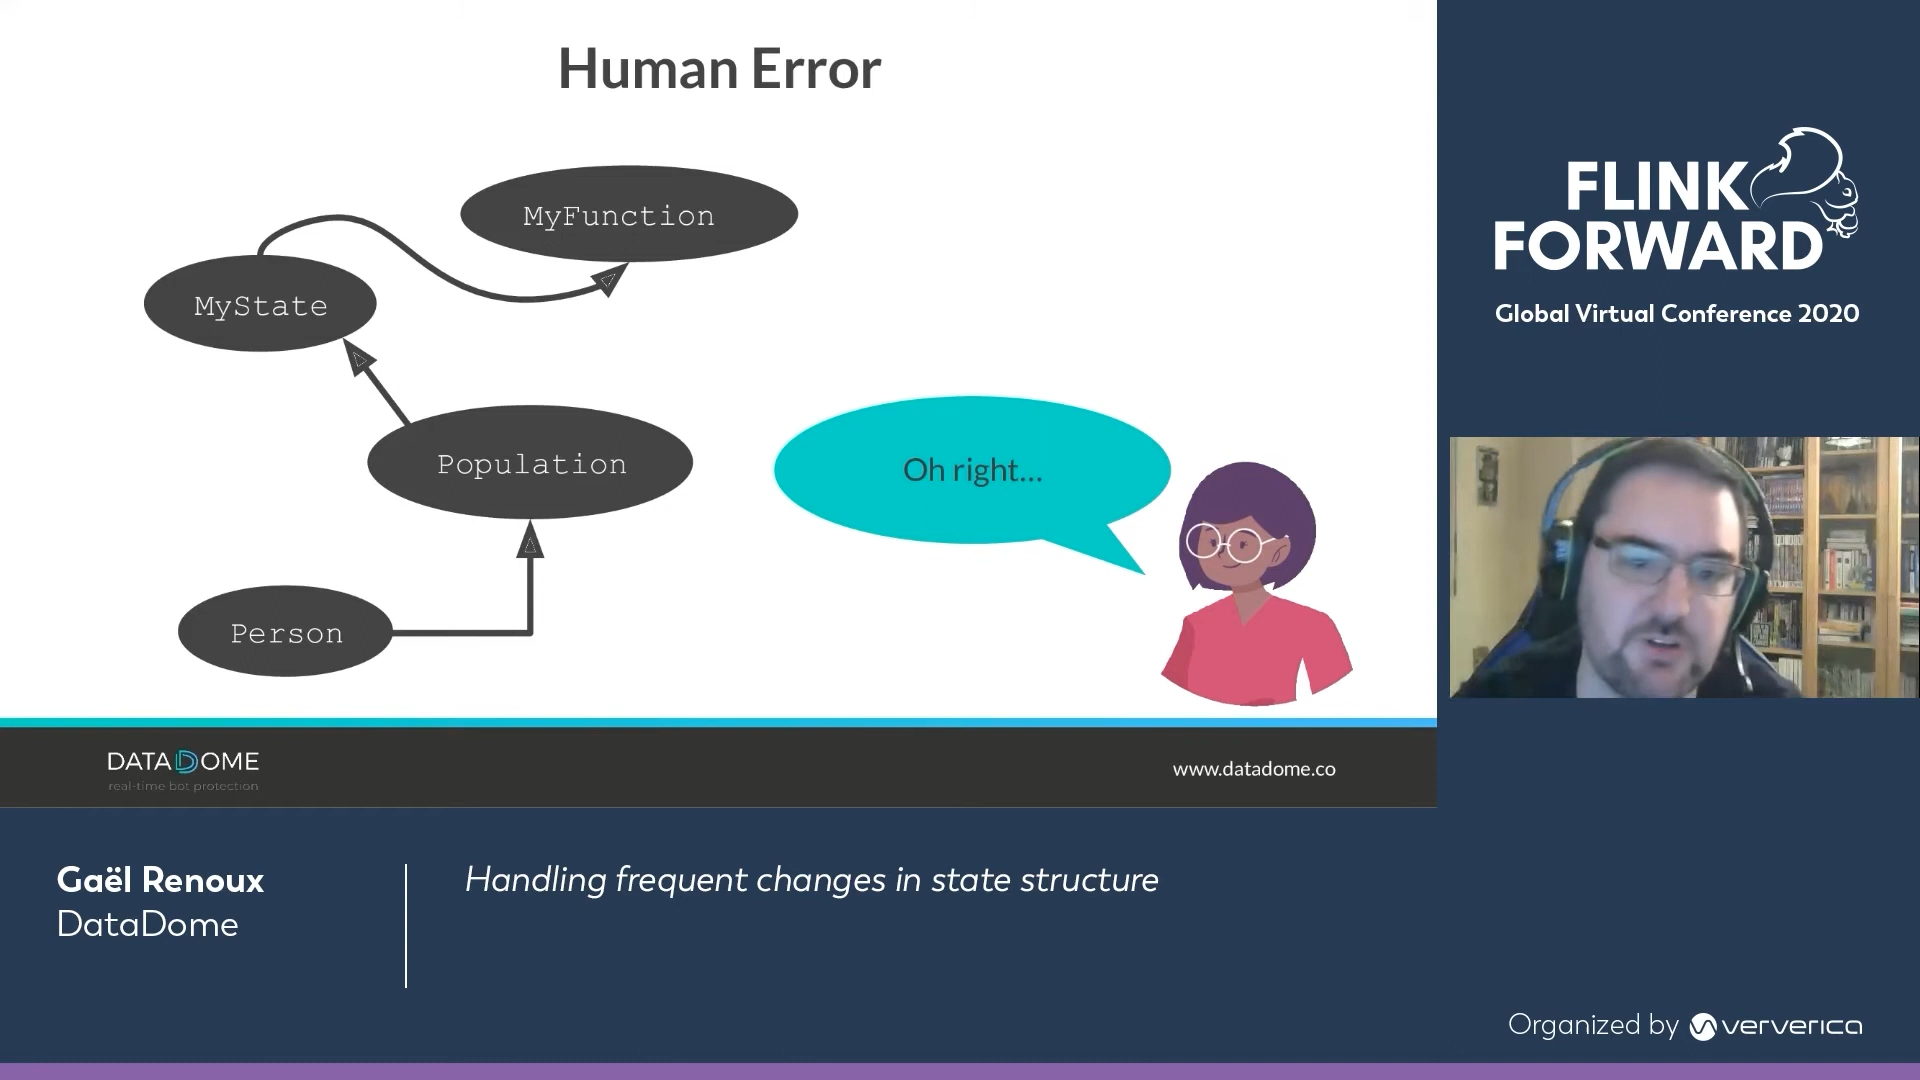 Human Error
MyFunction
MyState
Population
Oh right...
Person
DATADOME
real-time bot protection
www.datadome.co
FLINK
FORWARD
Global Virtual Conference 2020
Gaël Renoux
DataDome
Handling frequent changes in state structure
Organized by ververica